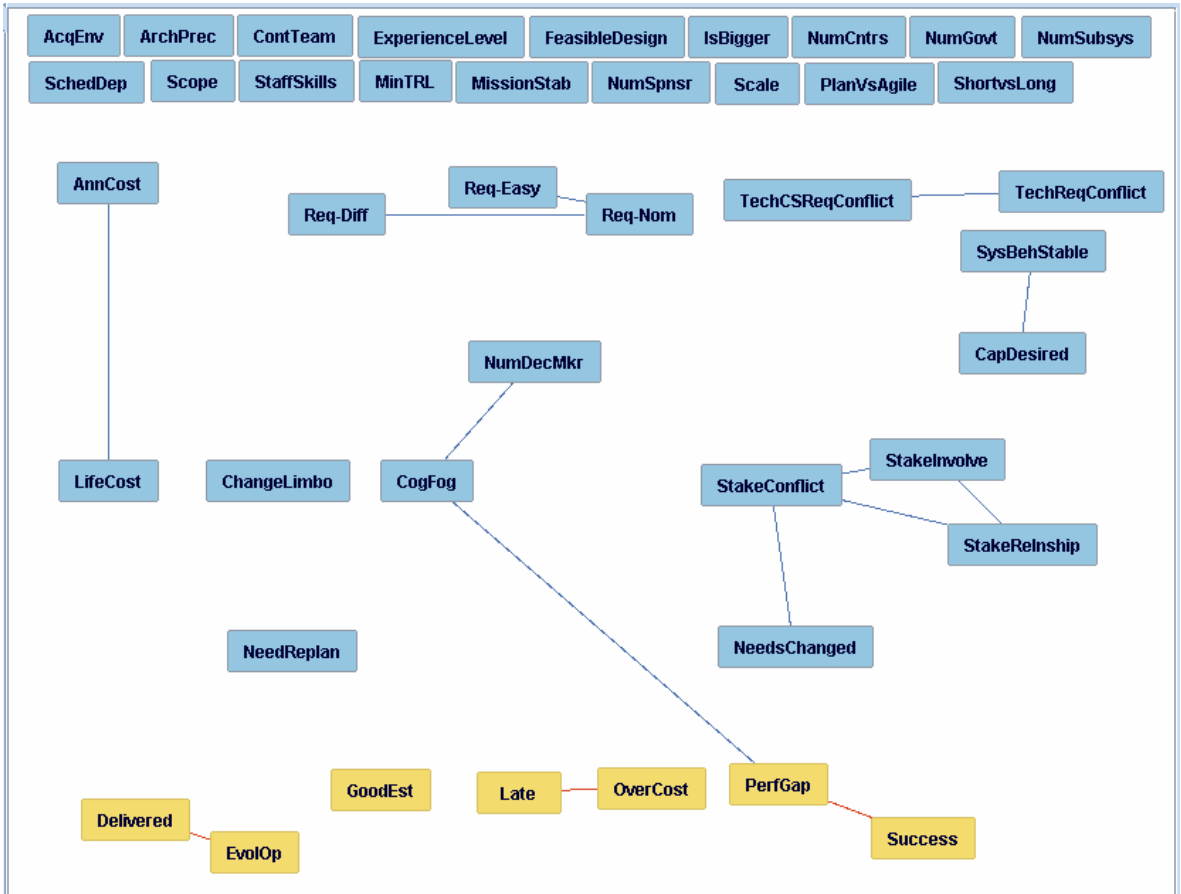 AcqEnv ArchPrec ContTeam ExperienceLevel FeasibleDesign IsBigger NumCntrs NumGovt NumSubsys
SchedDep Scope StaffSkills MinTRL MissionStab NumSpnsr Scale PlanVsAgile ShortvsLong
AnnCost
Req-Easy
Req-Diff
Req-Nom
TechCSReqConflict
TechReqConflict
SysBehStable
CapDesired
NumDecMkr
LifeCost
ChangeLimbo
CogFog
StakeConflict
StakeInvolve
StakeRelnship
NeedReplan
NeedsChanged
GoodEst
Late
OverCost
PerfGap
Delivered
EvolOp
Success